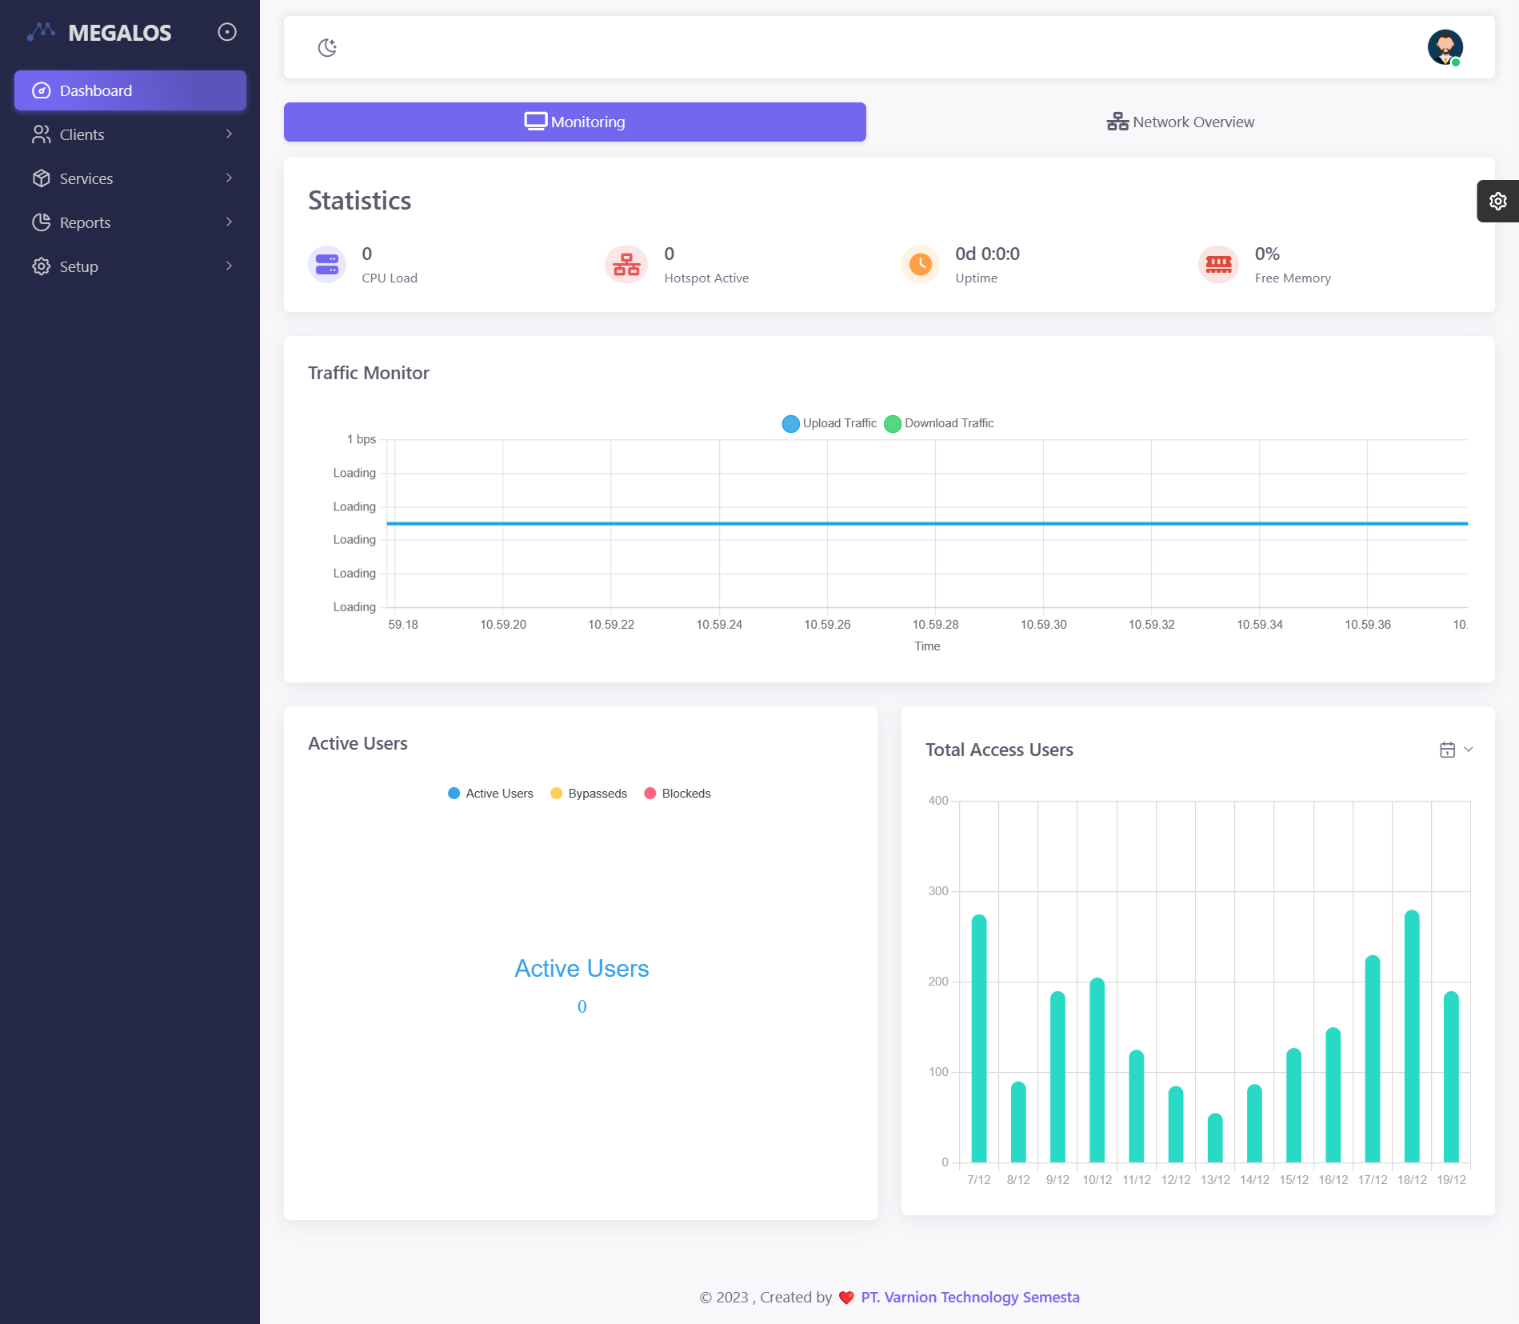 MEGALOS
Dashboard
Clients
Services
Reports
Setup
Monitoring
Network Overview
Statistics
0
CPU Load
0
Hotspot Active
0d 0:0:0
Uptime
0%
Free Memory
Traffic Monitor
Upload Traffic Download Traffic
1 bps
Loading
Loading
Loading
Loading
Loading
59.18 10.59.20 10.59.22 10.59.24 10.59.26 10.59.28 10.59.30 10.59.32 10.59.34 10.59.36 10.
Time
Active Users
Active Users Bypasseds Blockeds
Active Users
0
Total Access Users
400
300
200
100
0
7/12 8/12 9/12 10/12 11/12 12/12 13/12 14/12 15/12 16/12 17/12 18/12 19/12
© 2023 , Created by ❤️ PT. Varnion Technology Semesta